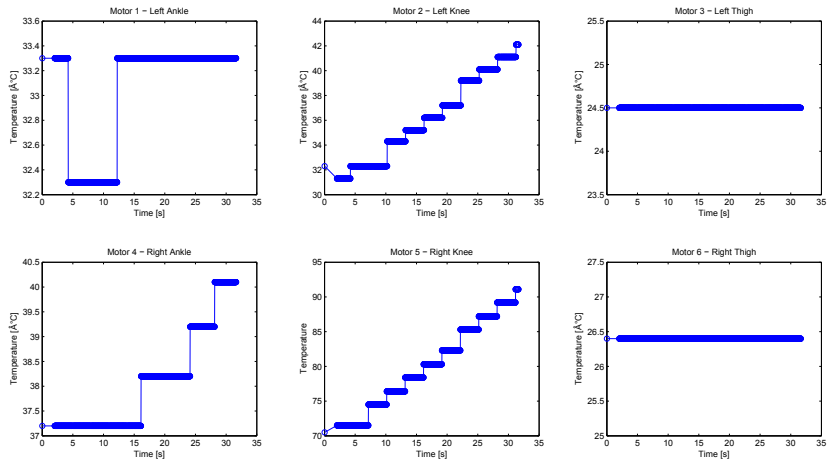 Motor 1 − Left Ankle
Motor 2 − Left Knee
Motor 3 − Left Thigh
33.6
33.4
33.2
33
32.8
32.6
32.4
32.2
Temperature [Â°C]
0 5 10 15 20 25 30 35
Time [s]
44
42
40
38
36
34
32
30
Temperature [Â°C]
0 5 10 15 20 25 30 35
Time [s]
25.5
25
24.5
24
23.5
Temperature [Â°C]
0 5 10 15 20 25 30 35
Time [s]
Motor 4 − Right Ankle
Motor 5 − Right Knee
Motor 6 − Right Thigh
40.5
40
39.5
39
38.5
38
37.5
37
Temperature [Â°C]
0 5 10 15 20 25 30 35
Time [s]
95
90
85
80
75
70
Temperature
0 5 10 15 20 25 30 35
Time [s]
27.5
27
26.5
26
25.5
25
Temperature [Â°C]
0 5 10 15 20 25 30 35
Time [s]